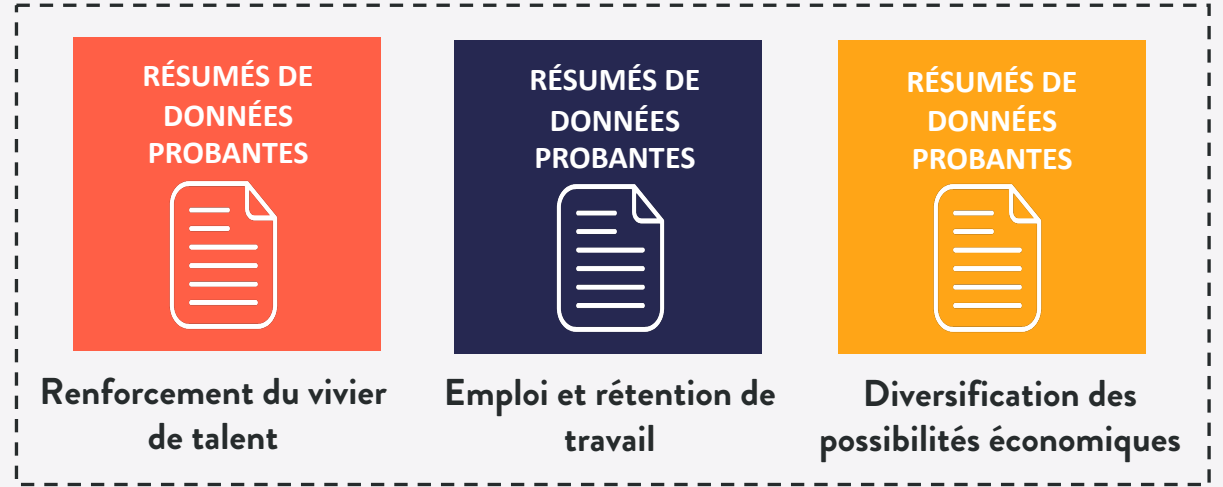 RÉSUMÉS DE
DONNÉES
PROBANTES
Renforcement du vivier
de talent
RÉSUMÉS DE
DONNÉES
PROBANTES
Emploi et rétention de
travail
RÉSUMÉS DE
DONNÉES
PROBANTES
Diversification des
possibilités économiques